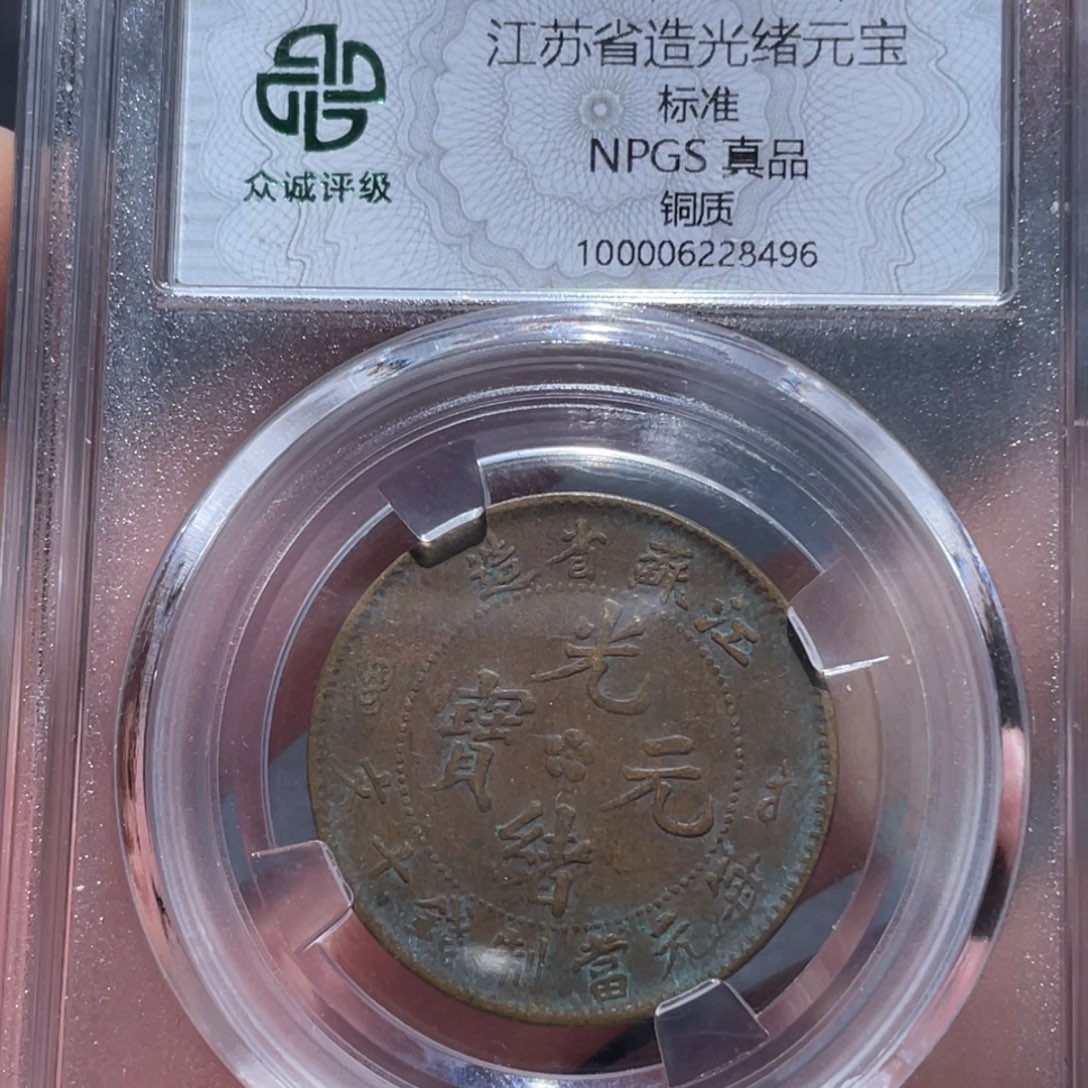 江苏省造光绪元宝
标准
NPGS 真品
铜质
100006228496
众诚评级
江蘇省造
光緒元寶
每元當制錢十文